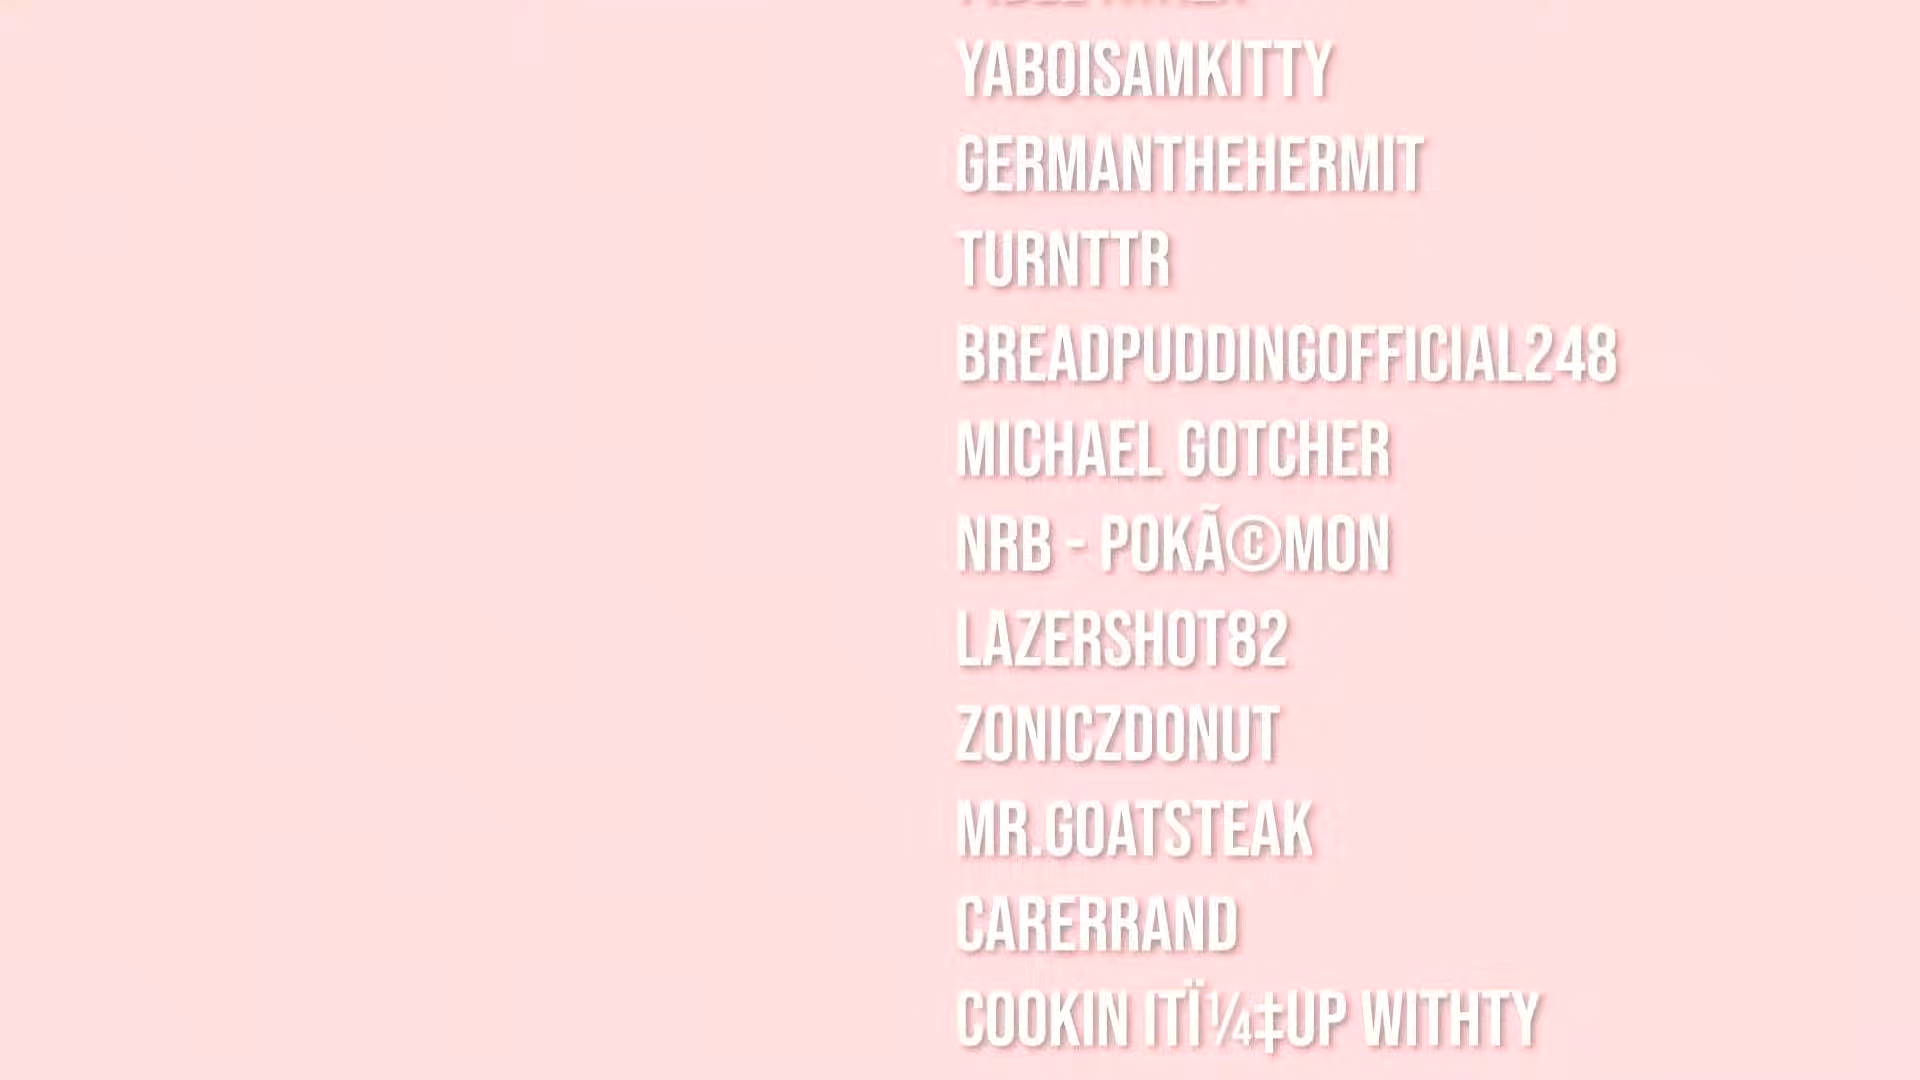 YABOISAMKITTY
GERMANTHEHERMIT
TURNTTR
BREADPUDDINGOFFICIAL248
MICHAEL GOTCHER
NRB - POKÃ©MON
LAZERSHOT82
ZONICZDONUT
MR.GOATSTEAK
CARERRAND
COOKIN ITÏ¼‡UP WITHTY